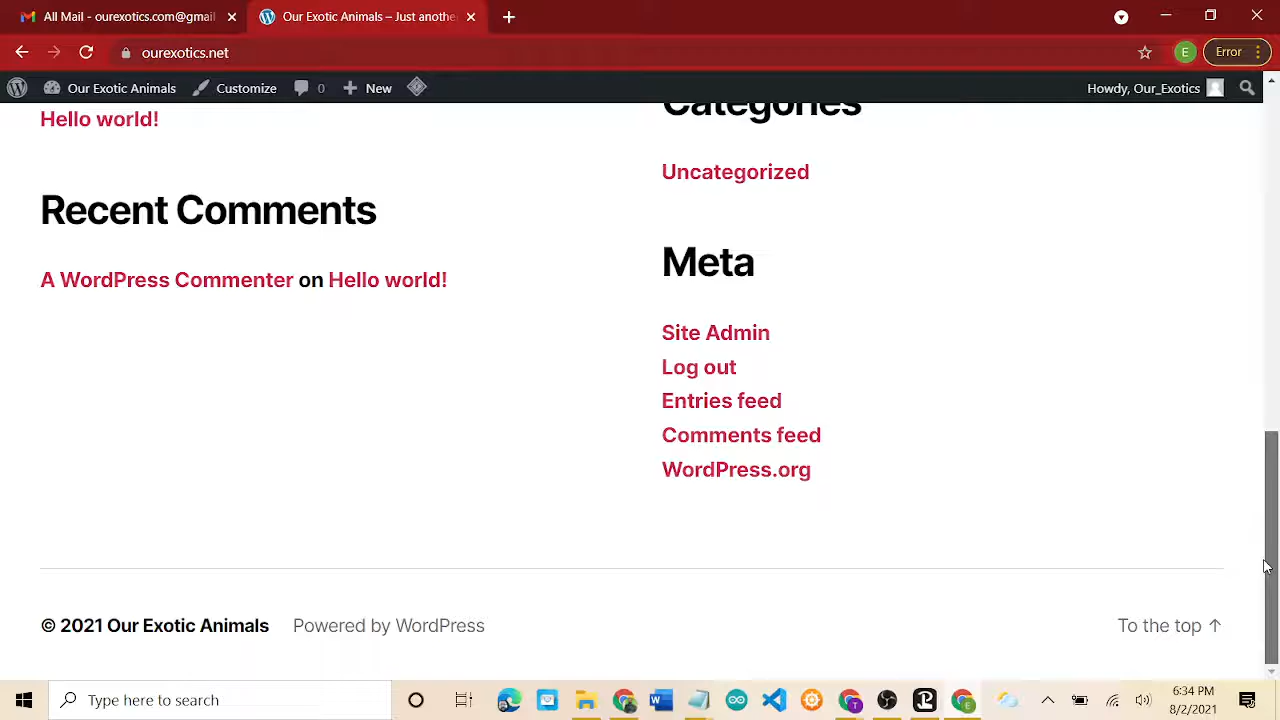 All Mail - ourexotics.com@gmail
Our Exotic Animals – Just anothe
ourexotics.net
E
Error
Our Exotic Animals
Customize
0
New
Howdy, Our_Exotics
Hello world!
Recent Comments
A WordPress Commenter on Hello world!
Categories
Uncategorized
Meta
Site Admin
Log out
Entries feed
Comments feed
WordPress.org
© 2021 Our Exotic Animals Powered by WordPress
To the top ↑
Type here to search
6:34 PM
8/2/2021